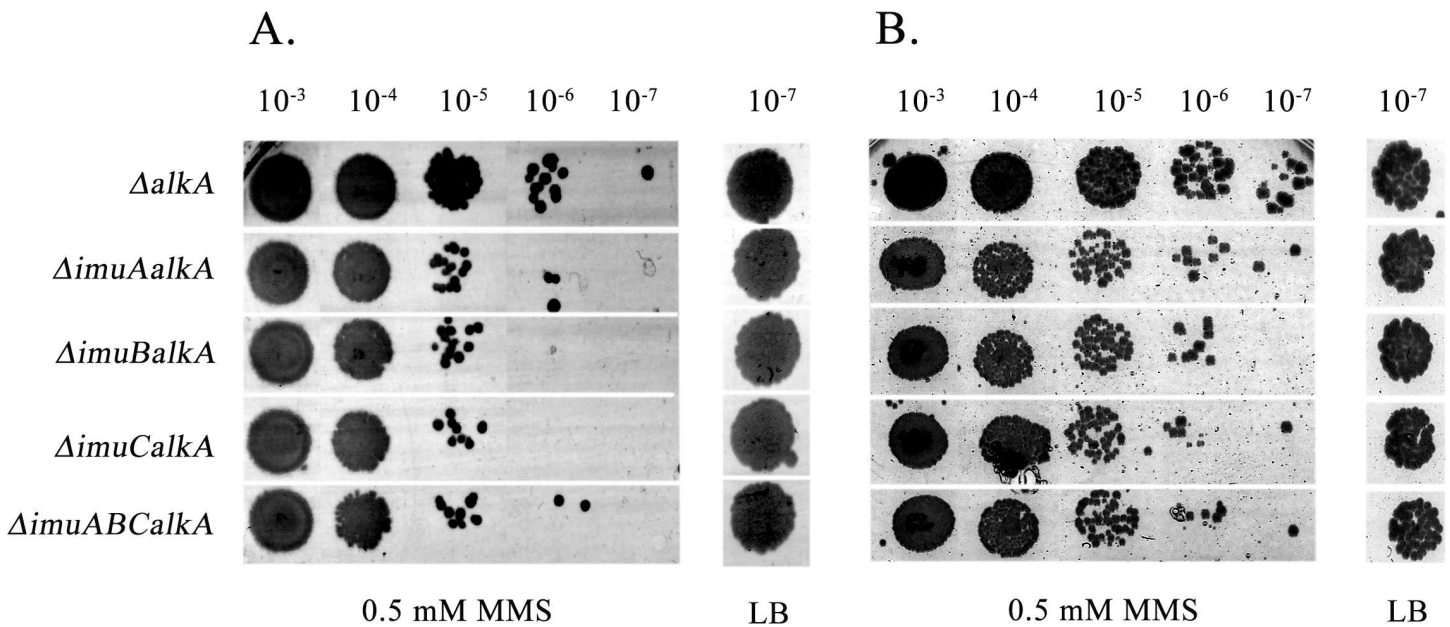 A. B.
10⁻³ 10⁻⁴ 10⁻⁵ 10⁻⁶ 10⁻⁷ 10⁻⁷ 10⁻³ 10⁻⁴ 10⁻⁵ 10⁻⁶ 10⁻⁷ 10⁻⁷
ΔalkA
ΔimuAalkA
ΔimuBalkA
ΔimuCalkA
ΔimuABCalkA
0.5 mM MMS LB 0.5 mM MMS LB